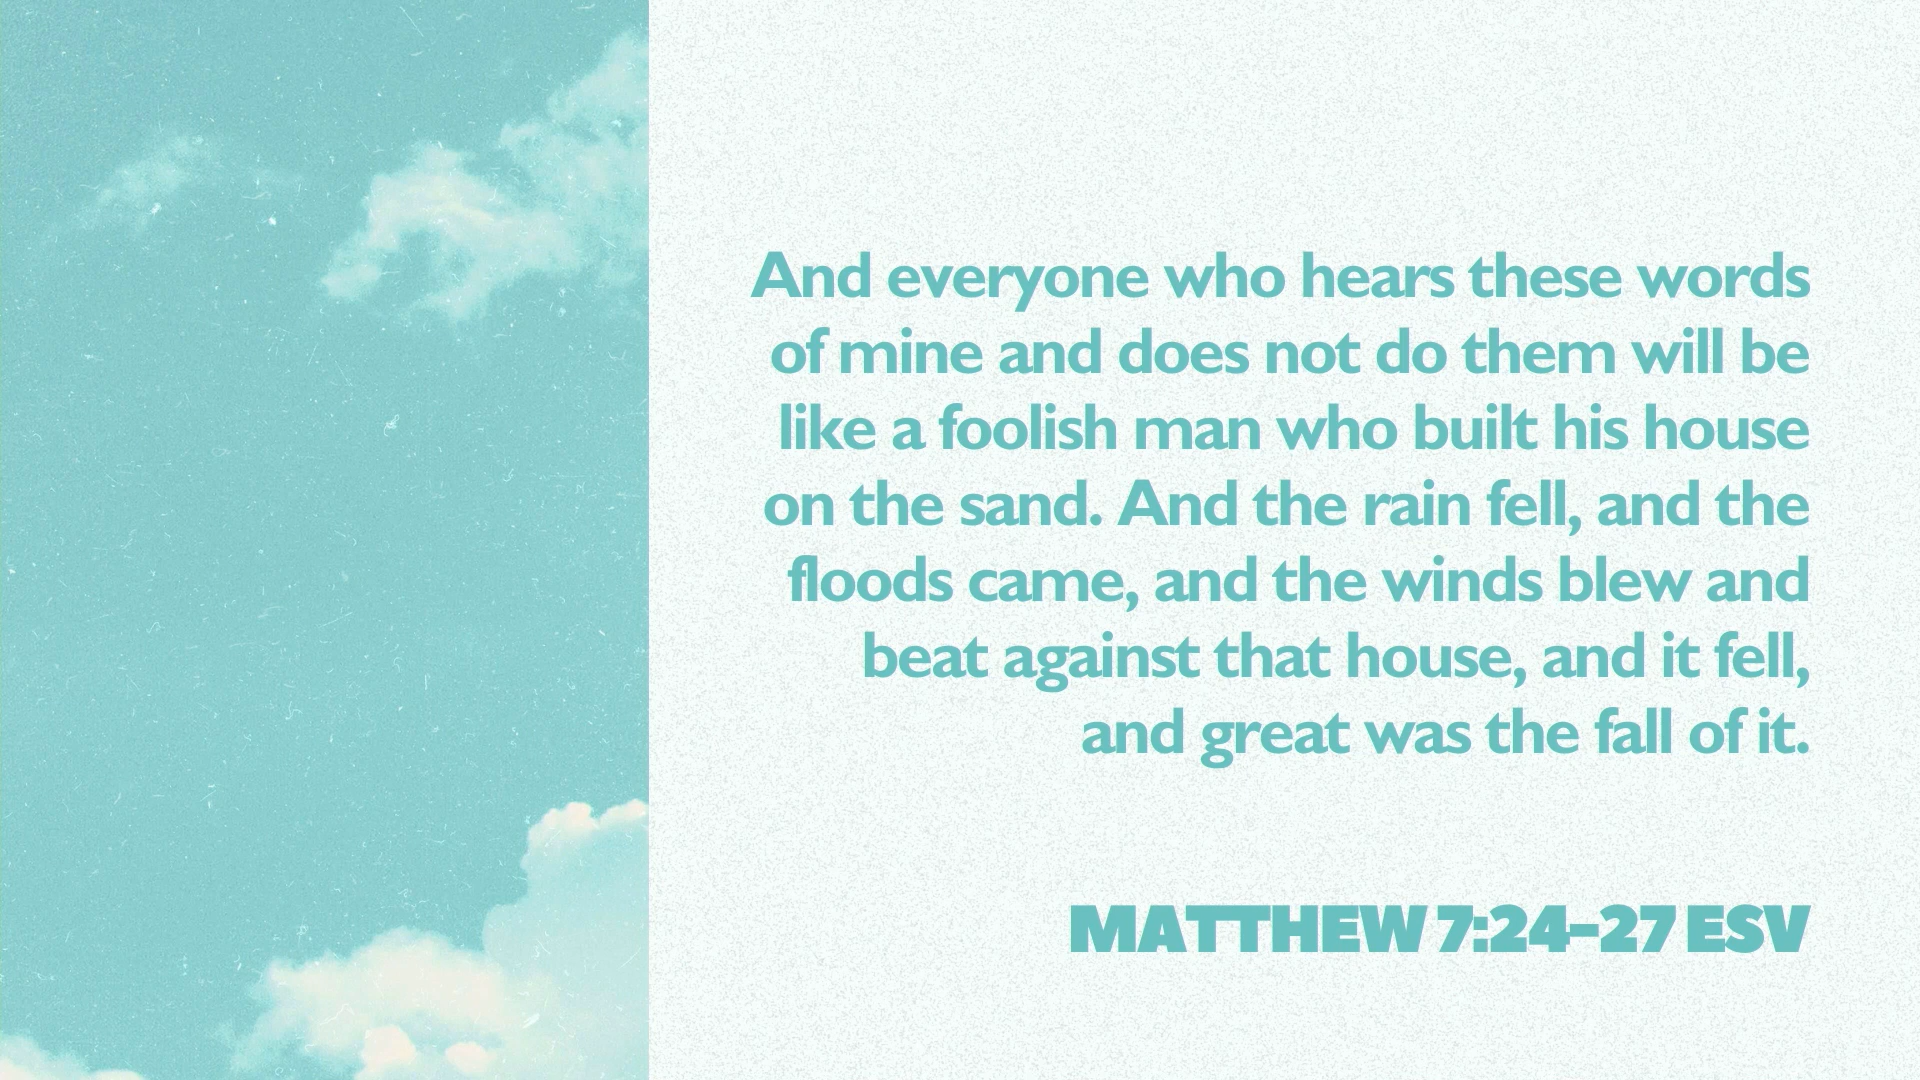 And everyone who hears these words
of mine and does not do them will be
like a foolish man who built his house
on the sand. And the rain fell, and the
floods came, and the winds blew and
beat against that house, and it fell,
and great was the fall of it.
MATTHEW 7:24–27 ESV